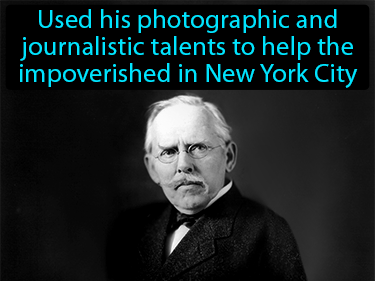 Used his photographic and
journalistic talents to help the
impoverished in New York City